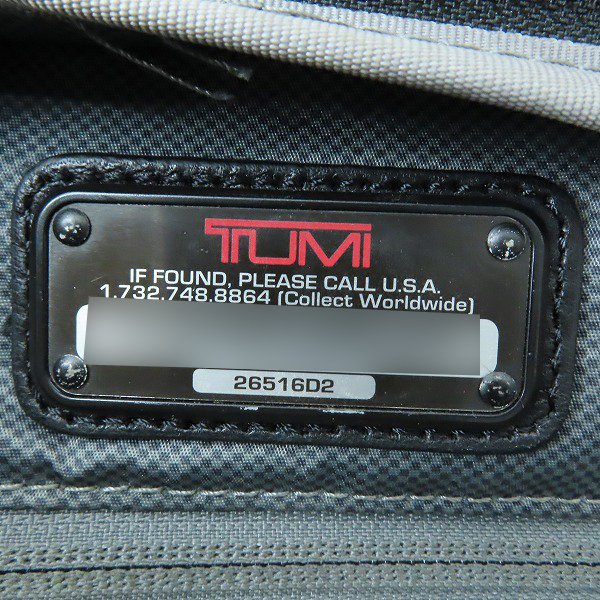 TUMI
IF FOUND, PLEASE CALL U.S.A.
1.732.748.8864 (Collect Worldwide)
26516D2